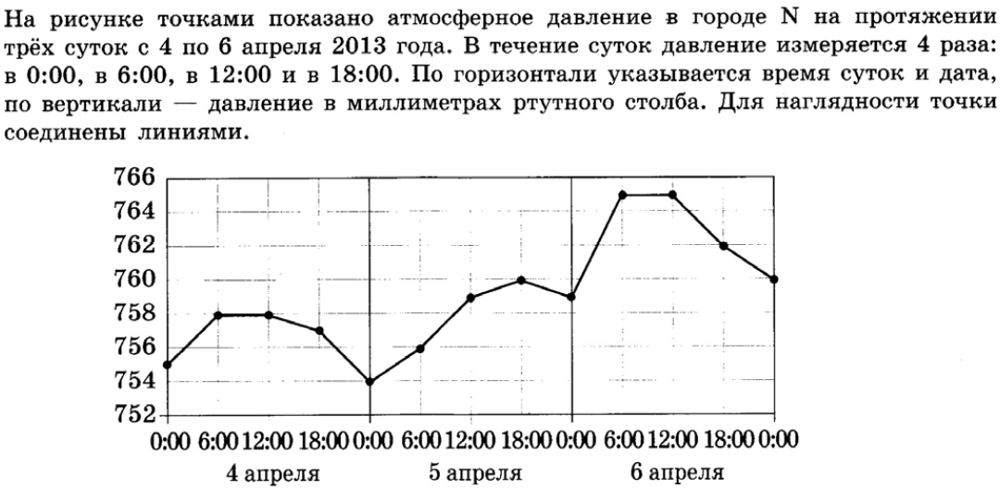 На рисунке точками показано атмосферное давление в городе N на протяжении
трёх суток с 4 по 6 апреля 2013 года. В течение суток давление измеряется 4 раза:
в 0:00, в 6:00, в 12:00 и в 18:00. По горизонтали указывается время суток и дата,
по вертикали — давление в миллиметрах ртутного столба. Для наглядности точки
соединены линиями.
766
764
762
760
758
756
754
752
0:00 6:00 12:00 18:00 0:00 6:00 12:00 18:00 0:00 6:00 12:00 18:00 0:00
4 апреля 5 апреля 6 апреля